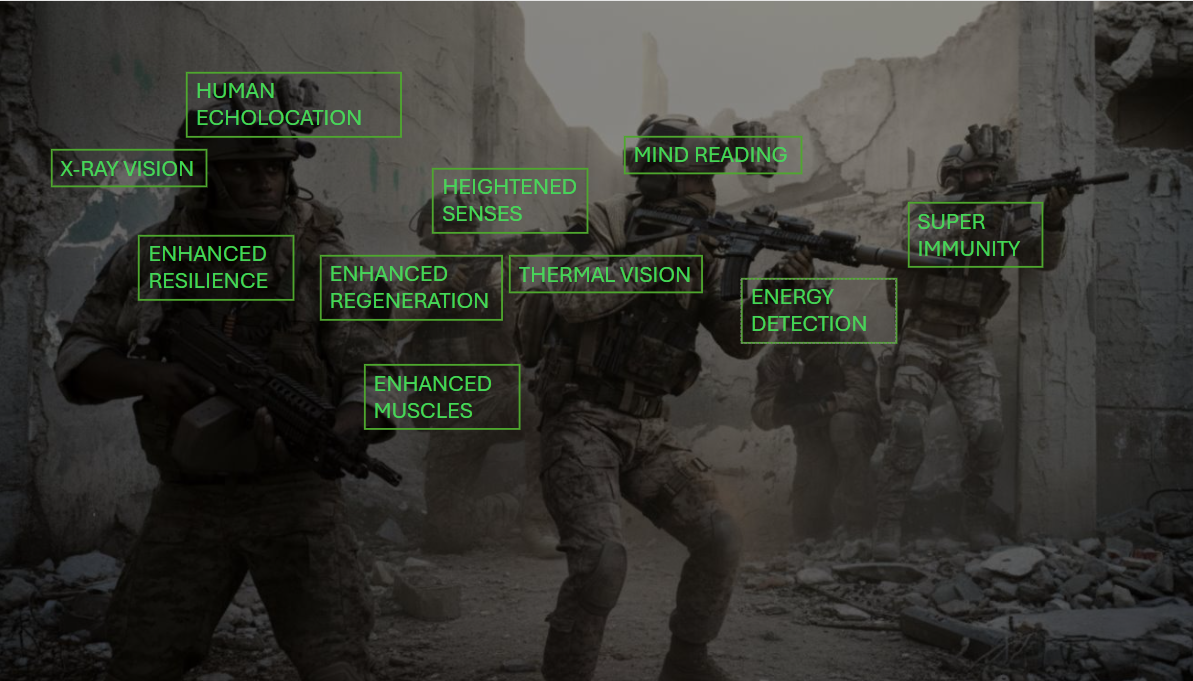 HUMAN
ECHOLOCATION
X-RAY VISION
MIND READING
HEIGHTENED
SENSES
SUPER
IMMUNITY
ENHANCED
RESILIENCE
ENHANCED
REGENERATION
THERMAL VISION
ENERGY
DETECTION
ENHANCED
MUSCLES